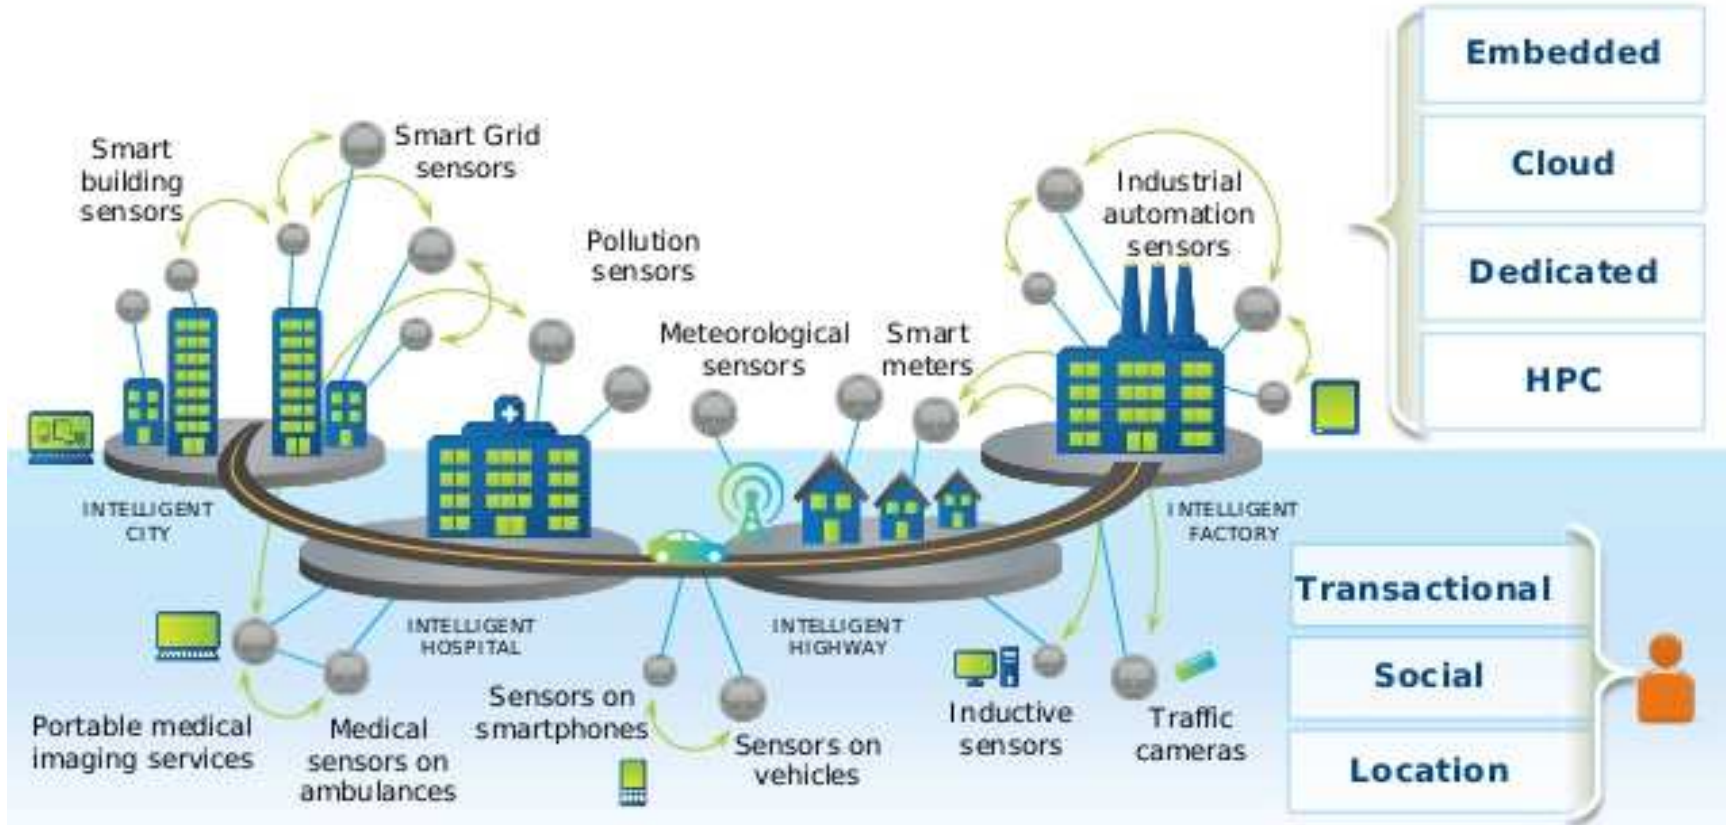 Embedded
Cloud
Dedicated
HPC
Smart Grid
sensors
Smart
building
sensors
Pollution
sensors
Industrial
automation
sensors
Meteorological
sensors
Smart
meters
INTELLIGENT
CITY
INTELLIGENT
FACTORY
INTELLIGENT
HOSPITAL
INTELLIGENT
HIGHWAY
Portable medical
imaging services
Medical
sensors on
ambulances
Sensors on
smartphones
Sensors on
vehicles
Inductive
sensors
Traffic
cameras
Transactional
Social
Location